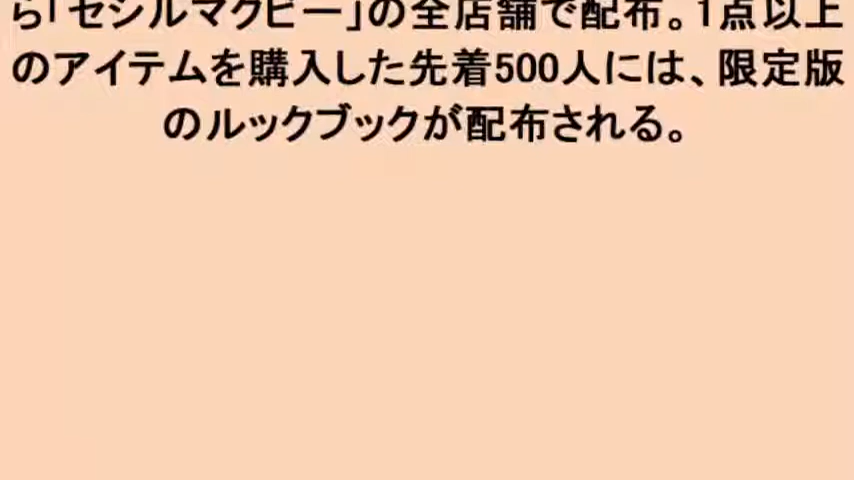 ら「セシルマクビー」の全店舗で配布。1点以上
のアイテムを購入した先着500人には、限定版
のルックブックが配布される。